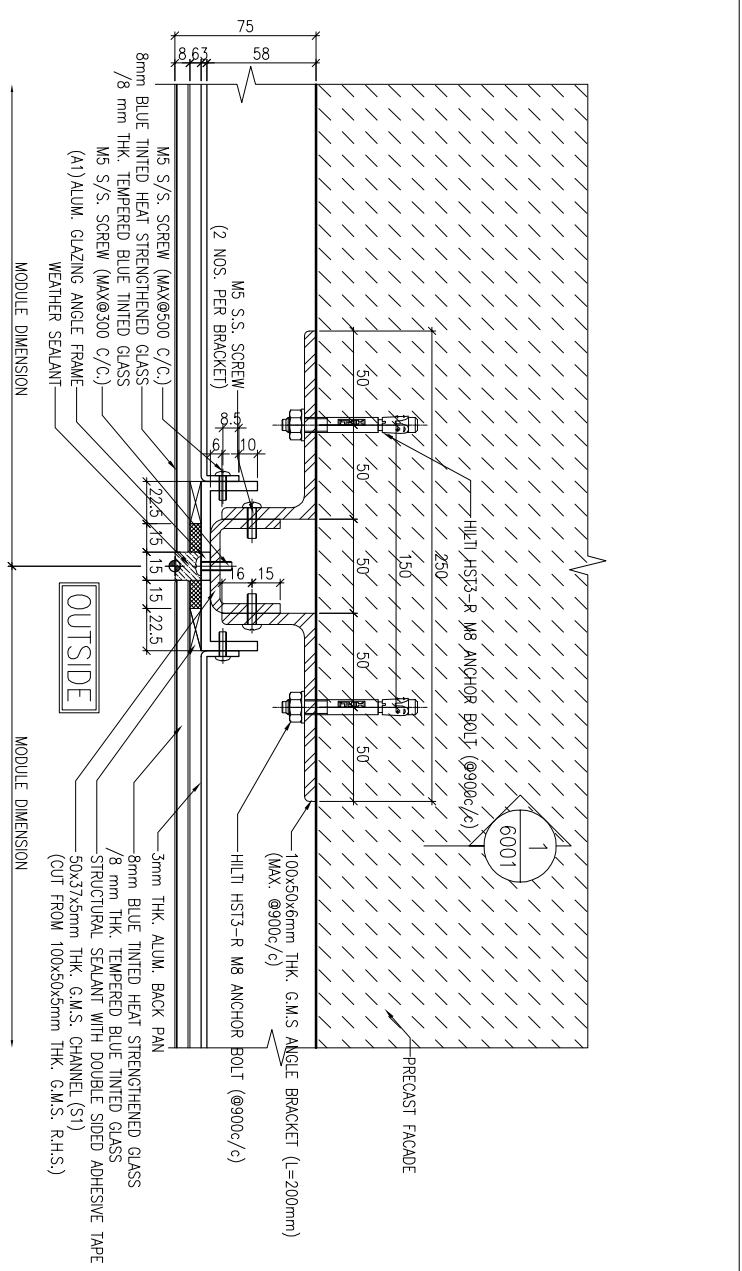 75
8
6
3
58
8mm BLUE TINTED HEAT STRENGTHENED GLASS
/8 mm THK. TEMPERED BLUE TINTED GLASS
M5 S/S. SCREW (MAX@500 C/C.)
M5 S/S. SCREW (MAX@300 C/C.)
(A1)ALUM. GLAZING ANGLE FRAME
WEATHER SEALANT
MODULE DIMENSION
M5 S.S. SCREW
(2 NOS. PER BRACKET)
8.5
6
10
50
50
50
50
50
150
250
HILTI HST3-R M8 ANCHOR BOLT (@900c/c)
16
15
22.5
15
15
15
22.5
OUTSIDE
1
6001
PRECAST FACADE
100x50x6mm THK. G.M.S ANGLE BRACKET (L=200mm)
(MAX. @900c/c)
HILTI HST3-R M8 ANCHOR BOLT (@900c/c)
3mm THK. ALUM. BACK PAN
8mm BLUE TINTED HEAT STRENGTHENED GLASS
/8 mm THK. TEMPERED BLUE TINTED GLASS
STRUCTURAL SEALANT WITH DOUBLE SIDED ADHESIVE TAPE
50x37x5mm THK. G.M.S. CHANNEL (S1)
(CUT FROM 100x50x5mm THK. G.M.S. R.H.S.)
MODULE DIMENSION